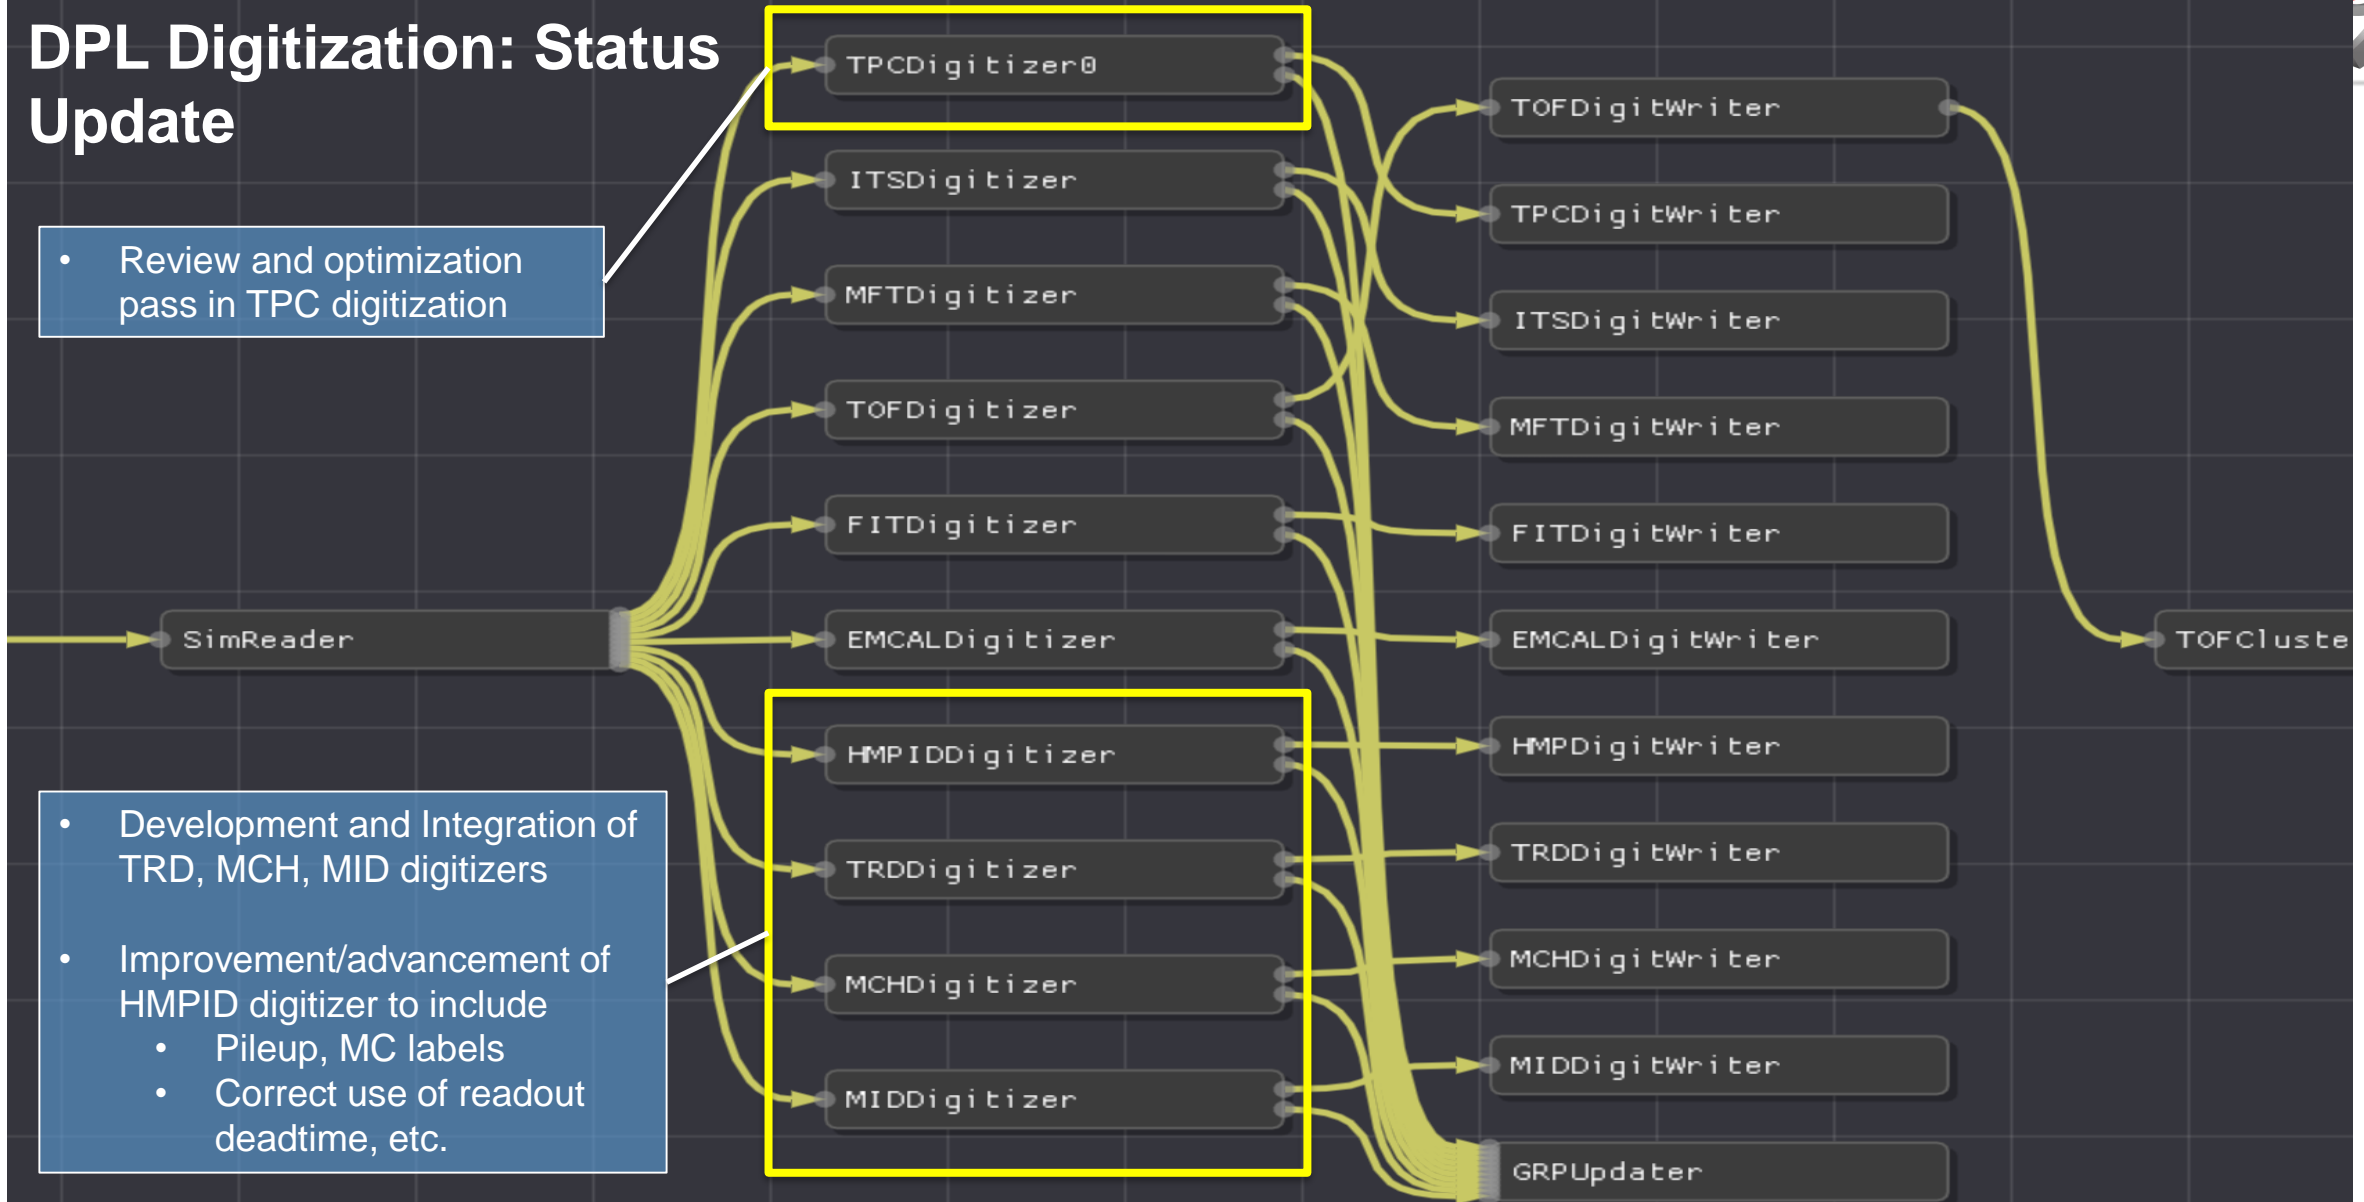 DPL Digitization: Status
Update
• Review and optimization
pass in TPC digitization
• Development and Integration of
TRD, MCH, MID digitizers
• Improvement/advancement of
HMPID digitizer to include
• Pileup, MC labels
• Correct use of readout
deadtime, etc.
SimReader
TPCDigitizer0
ITSDigitizer
MFTDigitizer
TOFDigitizer
FITDigitizer
EMCALDigitizer
HMPIDDigitizer
TRDDigitizer
MCHDigitizer
MIDDigitizer
TOFDigitWriter
TPCDigitWriter
ITSDigitWriter
MFTDigitWriter
FITDigitWriter
EMCALDigitWriter
HMPDigitWriter
TRDDigitWriter
MCHDigitWriter
MIDDigitWriter
GRPUpdater
TOFCluste